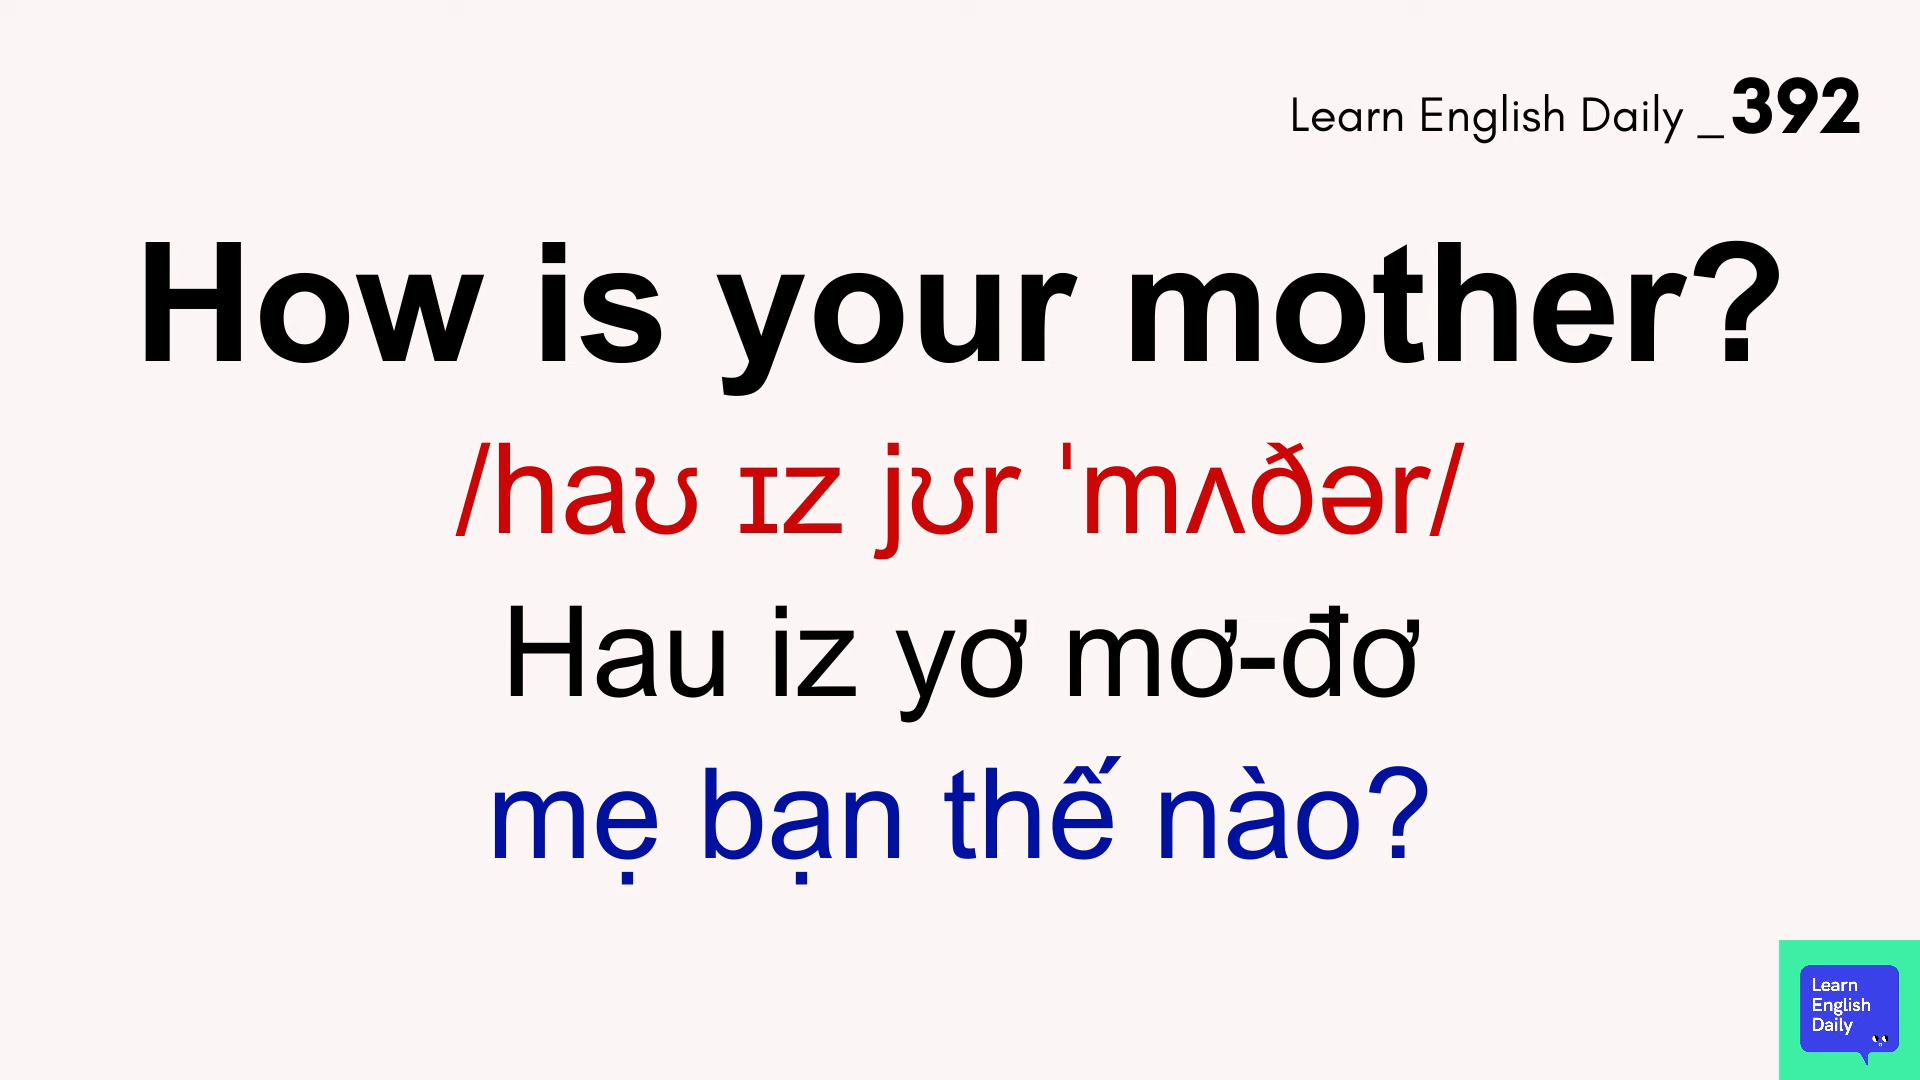 Learn English Daily _392
How is your mother?
/haʊ ɪz jʊr ˈmʌðər/
Hau iz yơ mơ-đơ
mẹ bạn thế nào?
Learn
English
Daily